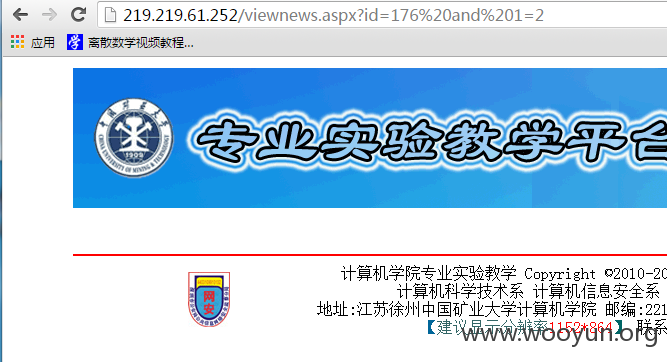 219.219.61.252/viewnews.aspx?id=176%20and%201=2
应用 离散数学视频教程...
CHINA UNIVERSITY OF MINING & TECHNOLOGY
1909
专业实验教学平台
网安
计算机学院专业实验教学 Copyright ©2010-20
计算机科学技术系 计算机信息安全系
地址:江苏徐州中国矿业大学计算机学院 邮编:221
【建议显示分辨率1152*864】 联系
www.wooyun.org